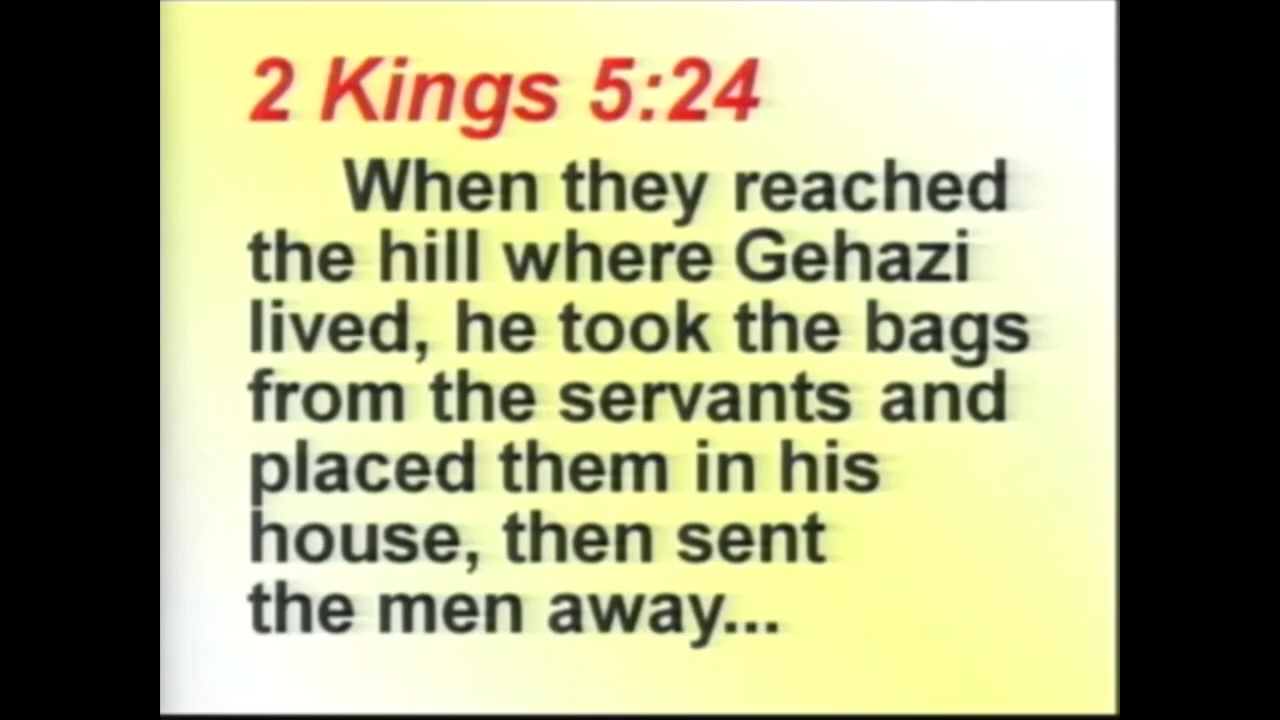 2 Kings 5:24
When they reached
the hill where Gehazi
lived, he took the bags
from the servants and
placed them in his
house, then sent
the men away...